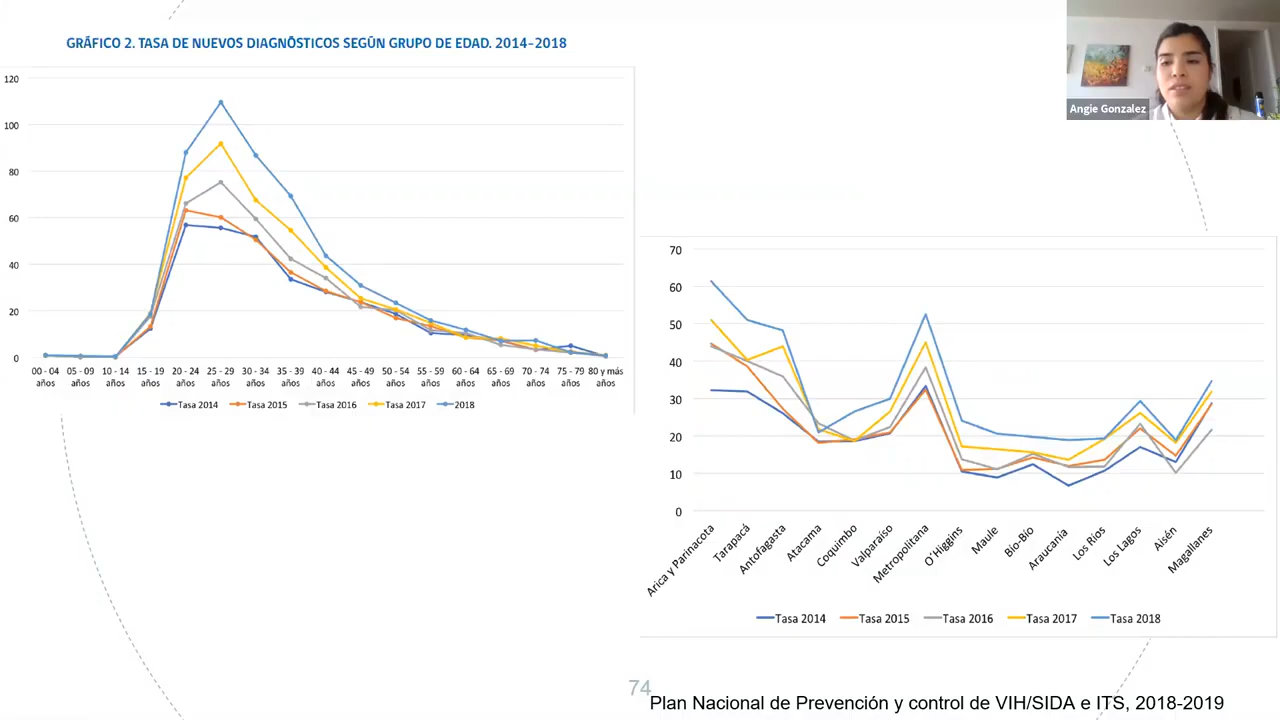 GRÁFICO 2. TASA DE NUEVOS DIAGNÓSTICOS SEGÚN GRUPO DE EDAD. 2014-2018
120
100
80
60
40
20
0
00 - 04 años
05 - 09 años
10 - 14 años
15 - 19 años
20 - 24 años
25 - 29 años
30 - 34 años
35 - 39 años
40 - 44 años
45 - 49 años
50 - 54 años
55 - 59 años
60 - 64 años
65 - 69 años
70 - 74 años
75 - 79 años
80 y más años
Tasa 2014 Tasa 2015 Tasa 2016 Tasa 2017 2018
Angie Gonzalez
70
60
50
40
30
20
10
0
Arica y Parinacota
Tarapacá
Antofagasta
Atacama
Coquimbo
Valparaíso
Metropolitana
O'Higgins
Maule
Bío-Bío
Araucanía
Los Ríos
Los Lagos
Aisén
Magallanes
Tasa 2014 Tasa 2015 Tasa 2016 Tasa 2017 Tasa 2018
74
Plan Nacional de Prevención y control de VIH/SIDA e ITS, 2018-2019